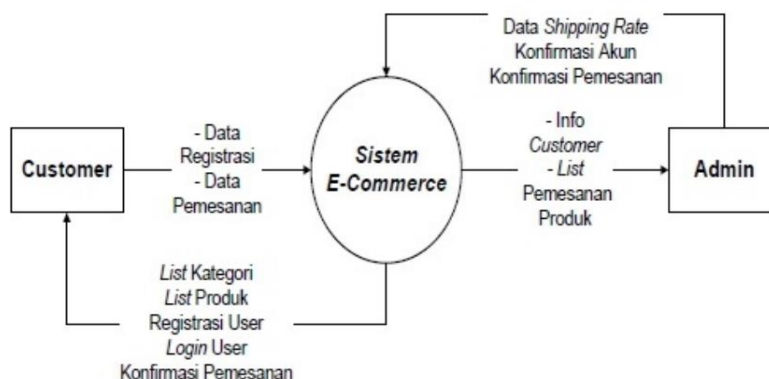 Data Shipping Rate
Konfirmasi Akun
Konfirmasi Pemesanan
Customer
- Data
Registrasi
- Data
Pemesanan
Sistem
E-Commerce
- Info
Customer
- List
Pemesanan
Produk
Admin
List Kategori
List Produk
Registrasi User
Login User
Konfirmasi Pemesanan